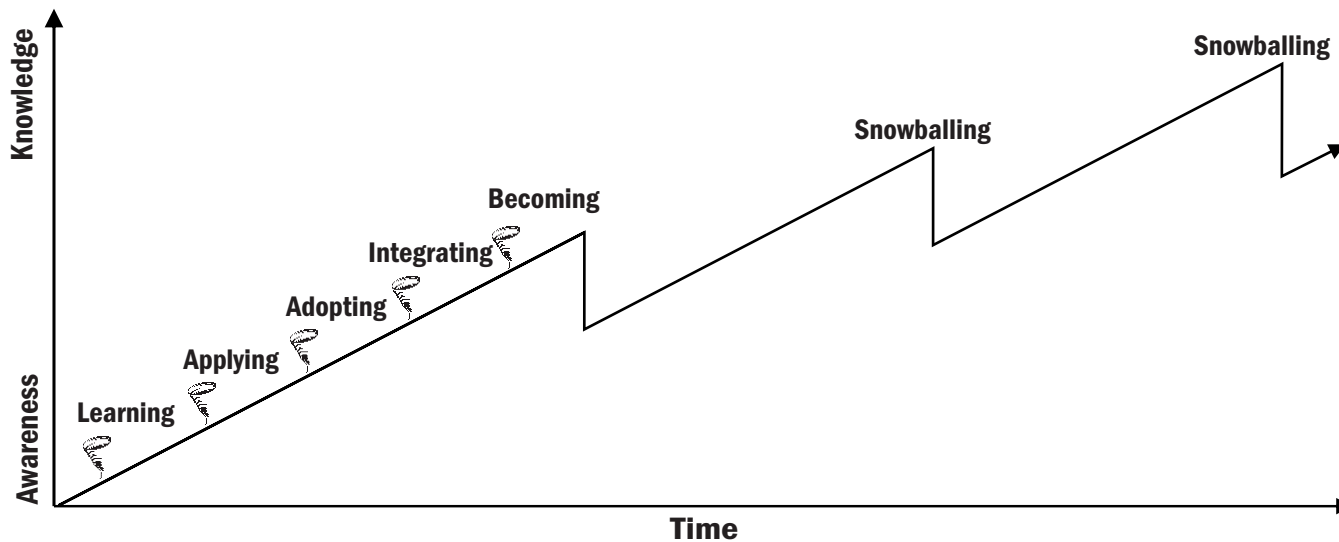 Snowballing
Knowledge
Snowballing
Becoming
Integrating
Adopting
Applying
Learning
Awareness
Time